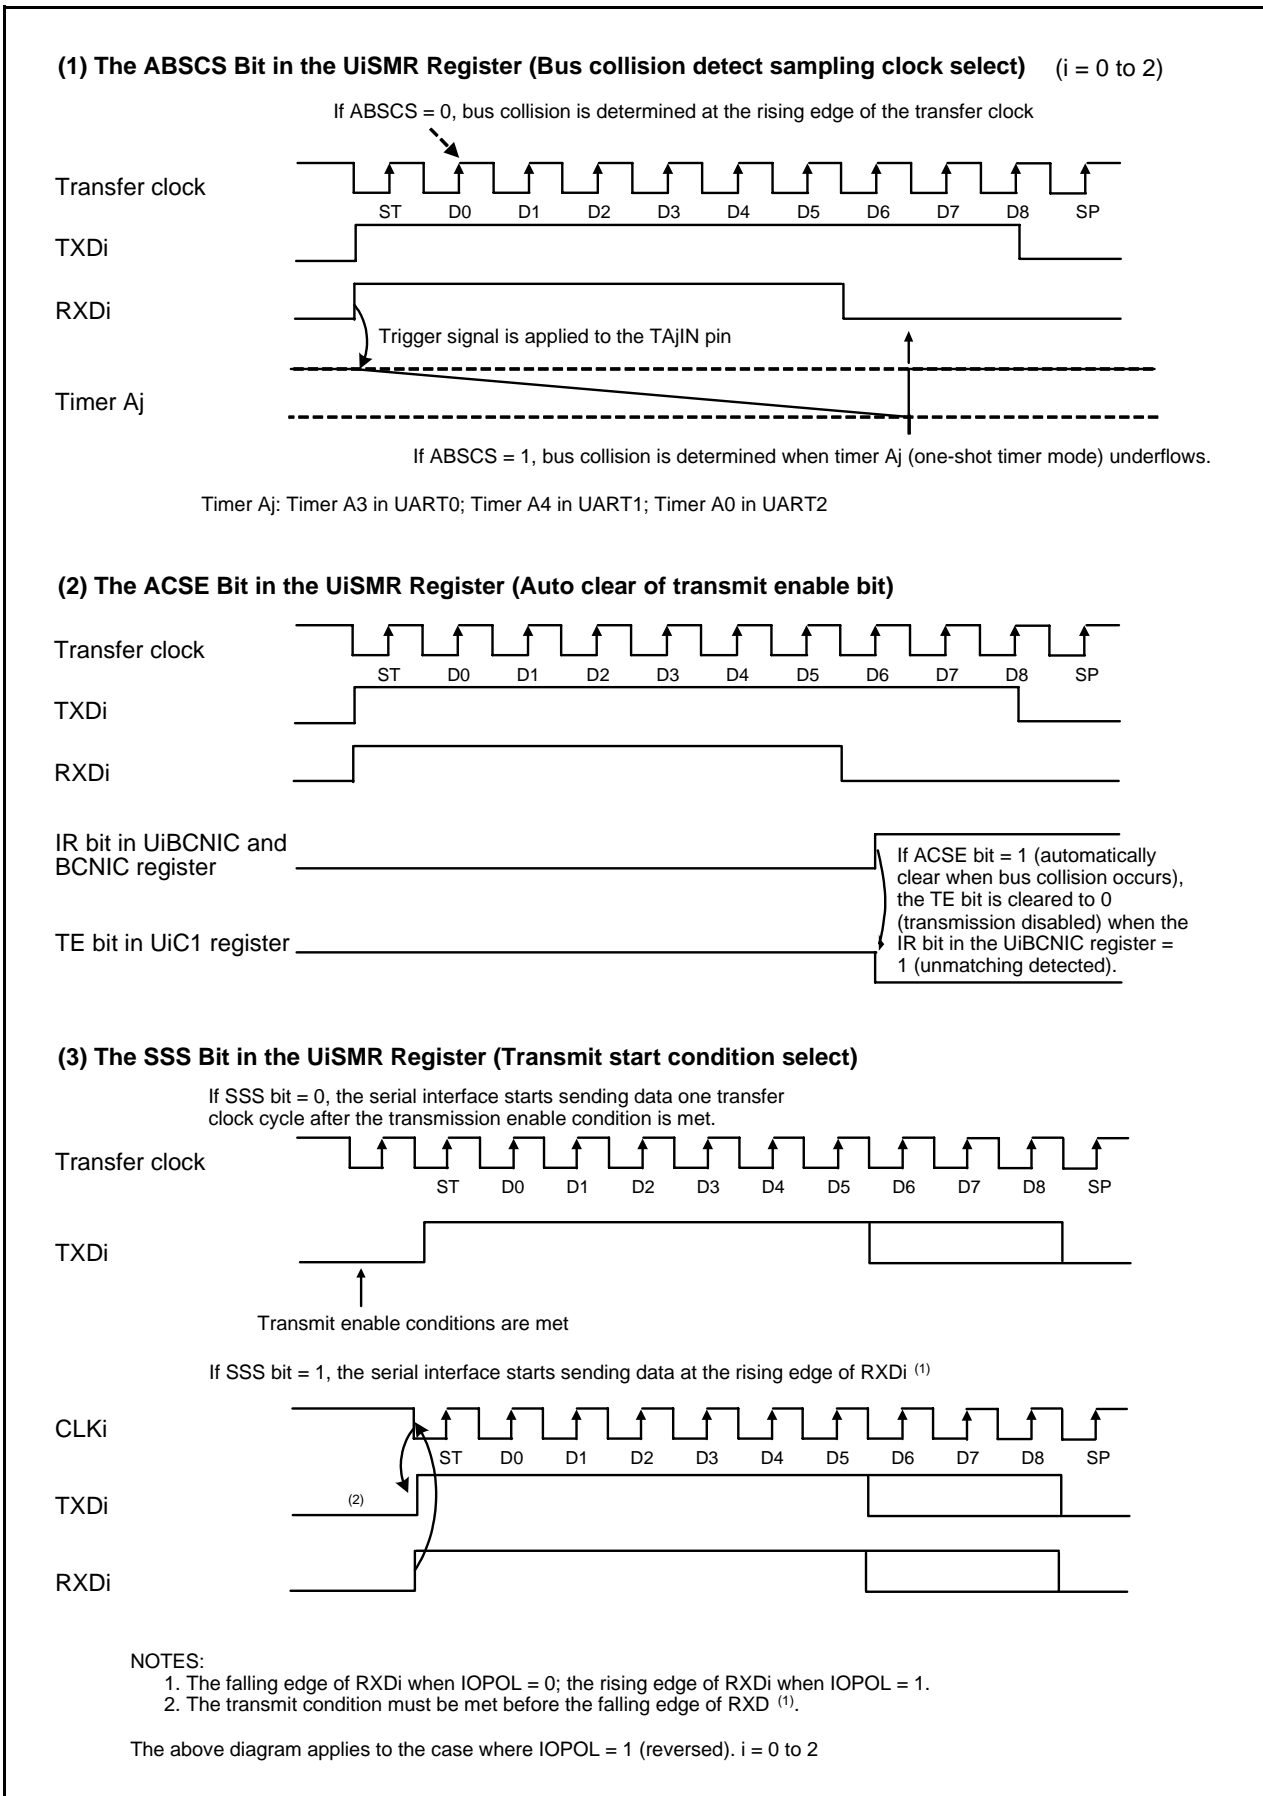 (1) The ABSCS Bit in the UiSMR Register (Bus collision detect sampling clock select) (i = 0 to 2)
If ABSCS = 0, bus collision is determined at the rising edge of the transfer clock
Transfer clock
ST D0 D1 D2 D3 D4 D5 D6 D7 D8 SP
TXDi
RXDi
Trigger signal is applied to the TAjIN pin
Timer Aj
If ABSCS = 1, bus collision is determined when timer Aj (one-shot timer mode) underflows.
Timer Aj: Timer A3 in UART0; Timer A4 in UART1; Timer A0 in UART2
(2) The ACSE Bit in the UiSMR Register (Auto clear of transmit enable bit)
Transfer clock
ST D0 D1 D2 D3 D4 D5 D6 D7 D8 SP
TXDi
RXDi
IR bit in UiBCNIC and
BCNIC register
If ACSE bit = 1 (automatically
clear when bus collision occurs),
the TE bit is cleared to 0
(transmission disabled) when the
IR bit in the UiBCNIC register =
1 (unmatching detected).
TE bit in UiC1 register
(3) The SSS Bit in the UiSMR Register (Transmit start condition select)
If SSS bit = 0, the serial interface starts sending data one transfer
clock cycle after the transmission enable condition is met.
Transfer clock
ST D0 D1 D2 D3 D4 D5 D6 D7 D8 SP
TXDi
Transmit enable conditions are met
If SSS bit = 1, the serial interface starts sending data at the rising edge of RXDi (1)
CLKi
ST D0 D1 D2 D3 D4 D5 D6 D7 D8 SP
TXDi
(2)
RXDi
NOTES:
1. The falling edge of RXDi when IOPOL = 0; the rising edge of RXDi when IOPOL = 1.
2. The transmit condition must be met before the falling edge of RXD (1).
The above diagram applies to the case where IOPOL = 1 (reversed). i = 0 to 2